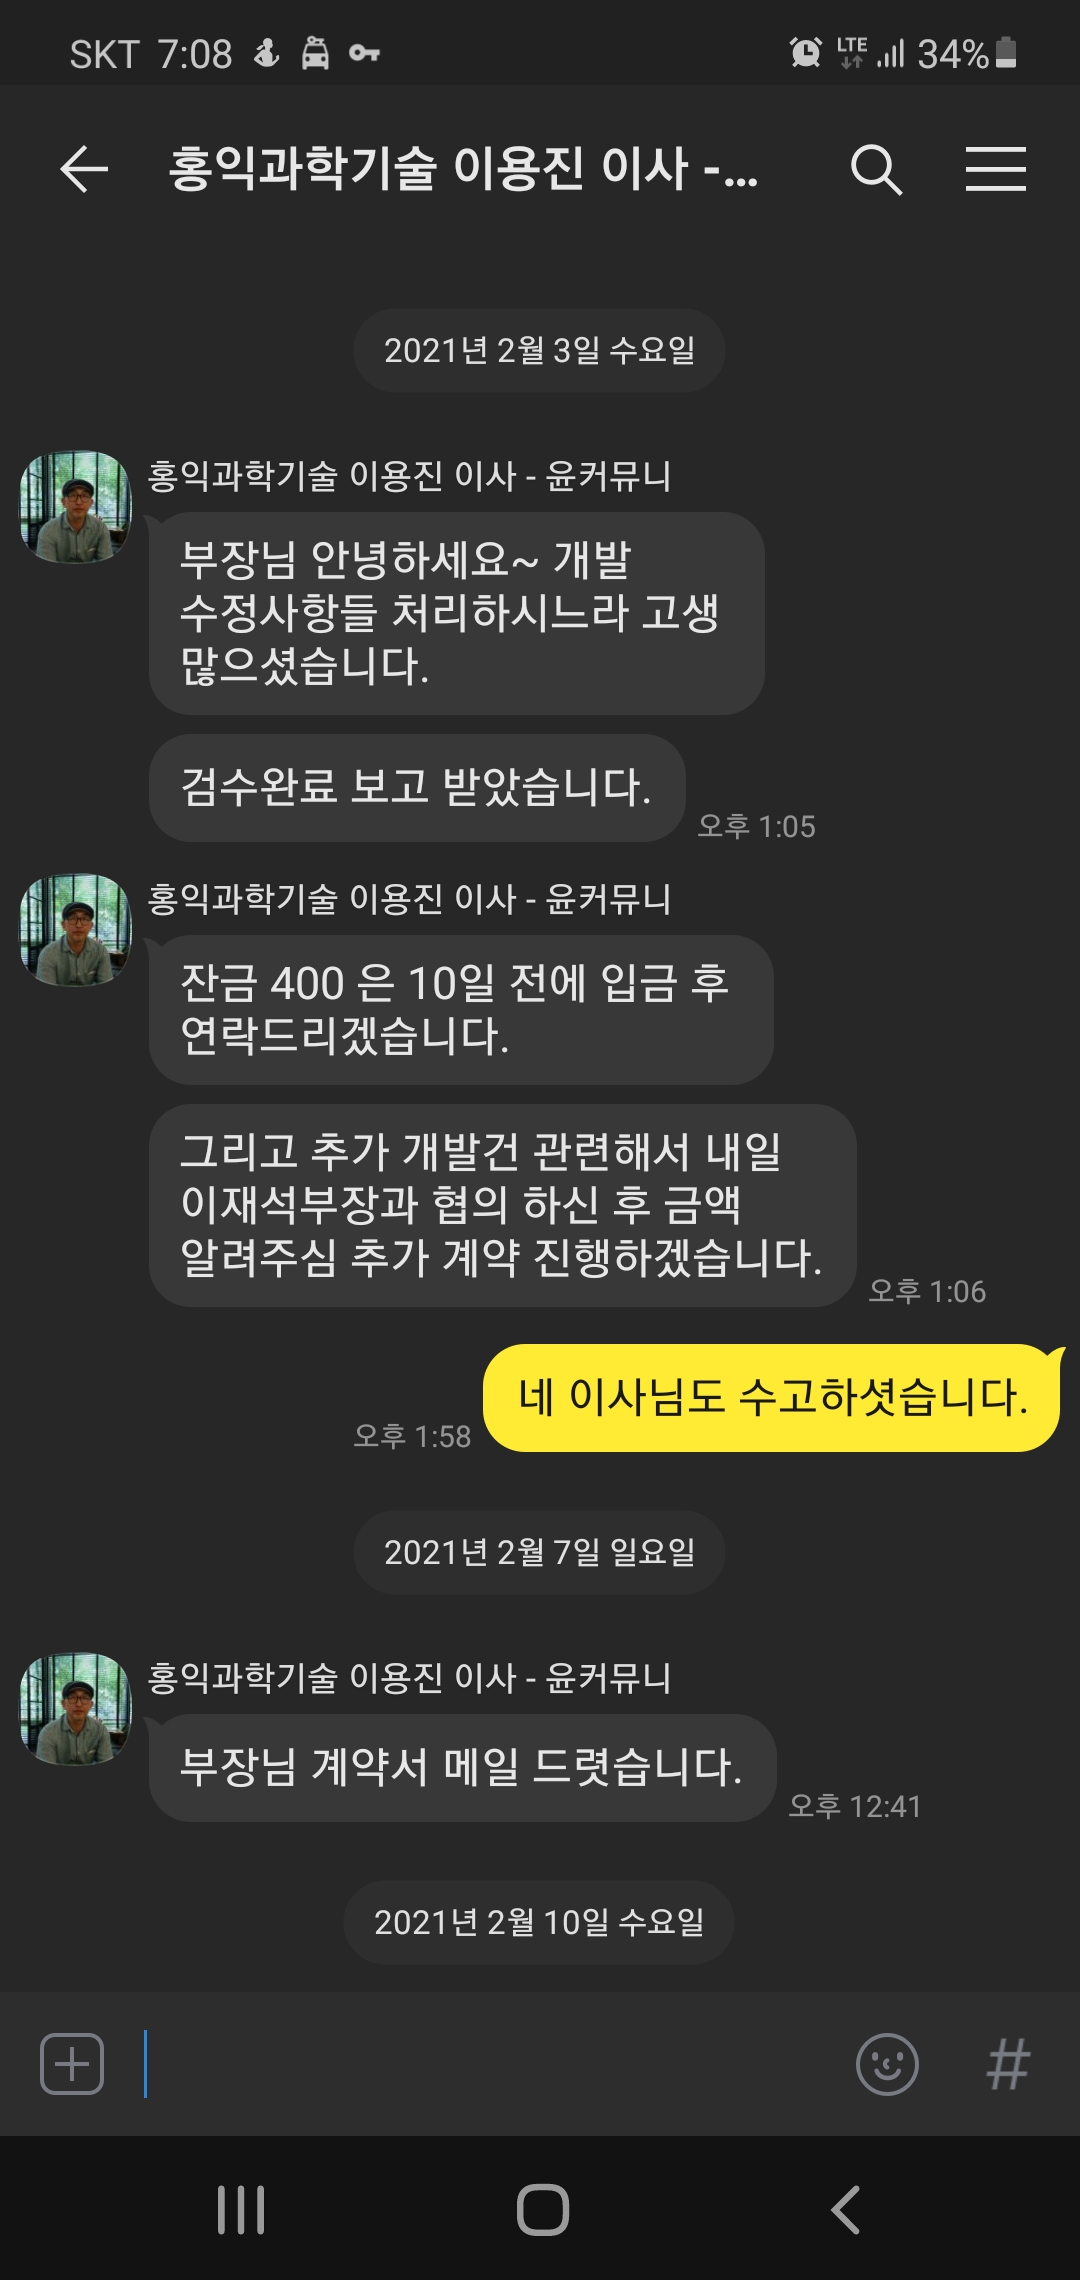 SKT 7:08 LTE 34%
홍익과학기술 이용진 이사 -...
2021년 2월 3일 수요일
홍익과학기술 이용진 이사 - 윤커뮤니
부장님 안녕하세요~ 개발
수정사항들 처리하시느라 고생
많으셨습니다.
검수완료 보고 받았습니다.
오후 1:05
홍익과학기술 이용진 이사 - 윤커뮤니
잔금 400 은 10일 전에 입금 후
연락드리겠습니다.
그리고 추가 개발건 관련해서 내일
이재석부장과 협의 하신 후 금액
알려주심 추가 계약 진행하겠습니다.
오후 1:06
네 이사님도 수고하셧습니다.
오후 1:58
2021년 2월 7일 일요일
홍익과학기술 이용진 이사 - 윤커뮤니
부장님 계약서 메일 드렷습니다.
오후 12:41
2021년 2월 10일 수요일
#